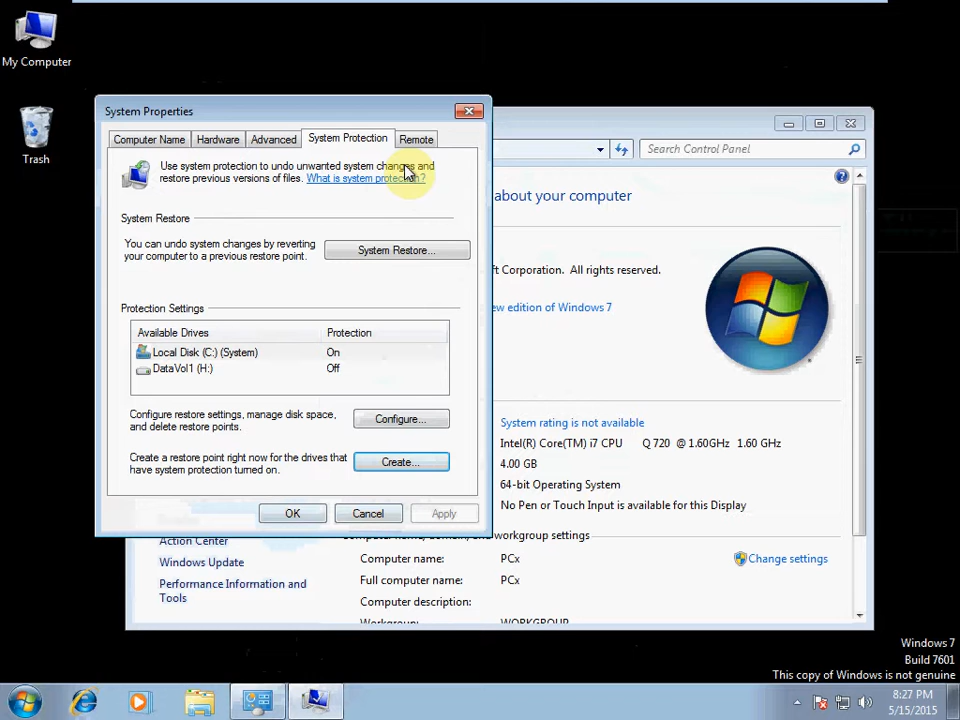 My Computer
Trash
System Properties
Computer Name
Hardware
Advanced
System Protection
Remote
Use system protection to undo unwanted system changes and
restore previous versions of files. What is system protection?
System Restore
You can undo system changes by reverting
your computer to a previous restore point.
System Restore...
Protection Settings
Available Drives
Protection
Local Disk (C:) (System)
On
DataVol1 (H:)
Off
Configure restore settings, manage disk space,
and delete restore points.
Configure...
Create a restore point right now for the drives that
have system protection turned on.
Create...
OK
Cancel
Apply
Search Control Panel
about your computer
ft Corporation. All rights reserved.
ew edition of Windows 7
System rating is not available
Intel(R) Core(TM) i7 CPU Q 720 @ 1.60GHz 1.60 GHz
4.00 GB
64-bit Operating System
No Pen or Touch Input is available for this Display
workgroup settings
Action Center
Windows Update
Performance Information and
Tools
Computer name:
PCx
Change settings
Full computer name:
PCx
Computer description:
Workgroup:
WORKGROUP
Windows 7
Build 7601
This copy of Windows is not genuine
8:27 PM
5/15/2015